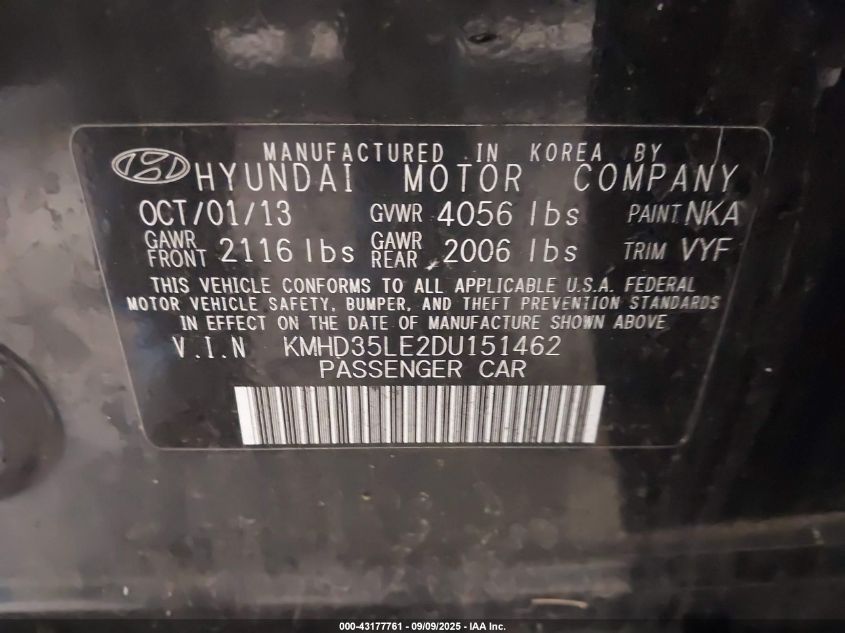 MANUFACTURED IN KOREA BY
HYUNDAI MOTOR COMPANY
OCT/01/13 GVWR 4056 lbs PAINT NKA
GAWR FRONT 2116 lbs GAWR REAR 2006 lbs TRIM VYF
THIS VEHICLE CONFORMS TO ALL APPLICABLE U.S.A. FEDERAL
MOTOR VEHICLE SAFETY, BUMPER, AND THEFT PREVENTION STANDARDS
IN EFFECT ON THE DATE OF MANUFACTURE SHOWN ABOVE
V.I.N KMHD35LE2DU151462
PASSENGER CAR
000-43177761 - 09/09/2025 - IAA Inc.